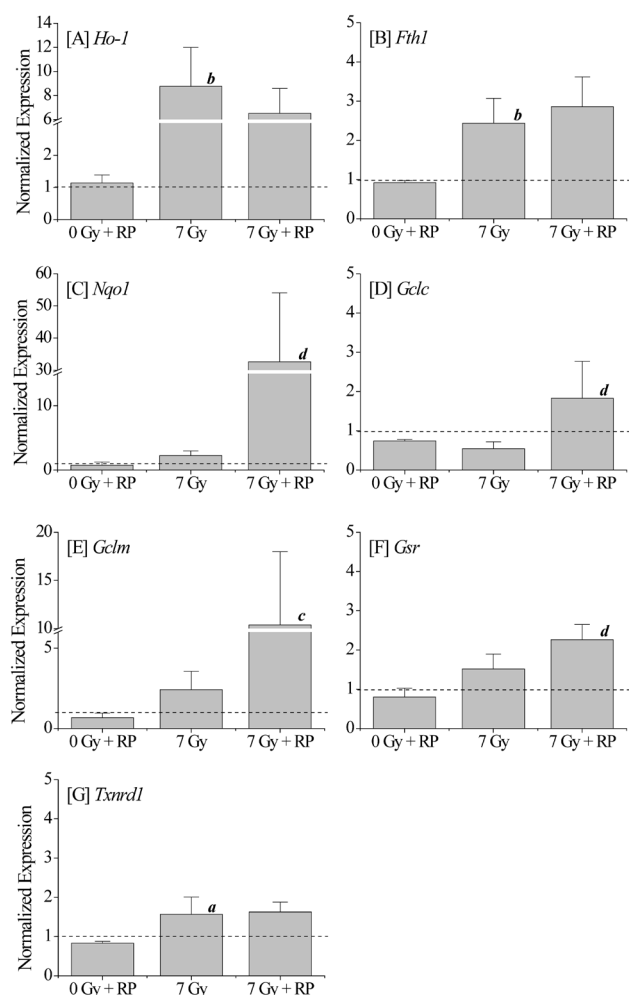 [A] Ho-1
Normalized Expression
14
12
10
8
6
2
1
0
b
0 Gy + RP 7 Gy 7 Gy + RP
[B] Fth1
5
4
3
2
1
0
b
0 Gy + RP 7 Gy 7 Gy + RP
[C] Nqo1
Normalized Expression
60
50
40
30
10
0
d
0 Gy + RP 7 Gy 7 Gy + RP
[D] Gclc
5
4
3
2
1
0
d
0 Gy + RP 7 Gy 7 Gy + RP
[E] Gclm
Normalized Expression
20
15
10
5
0
c
0 Gy + RP 7 Gy 7 Gy + RP
[F] Gsr
5
4
3
2
1
0
d
0 Gy + RP 7 Gy 7 Gy + RP
[G] Txnrd1
Normalized Expression
5
4
3
2
1
0
a
0 Gy + RP 7 Gy 7 Gy + RP